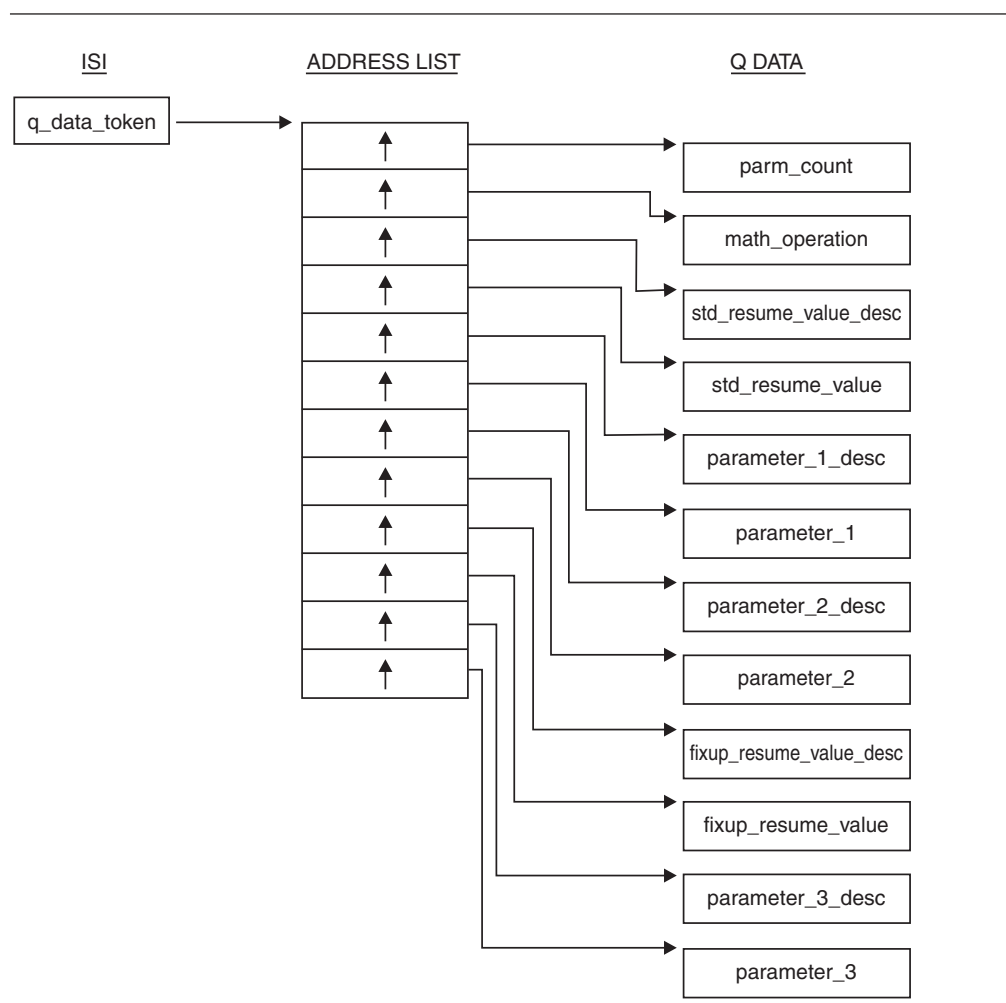 ISI
ADDRESS LIST
Q DATA
q_data_token
parm_count
math_operation
std_resume_value_desc
std_resume_value
parameter_1_desc
parameter_1
parameter_2_desc
parameter_2
fixup_resume_value_desc
fixup_resume_value
parameter_3_desc
parameter_3